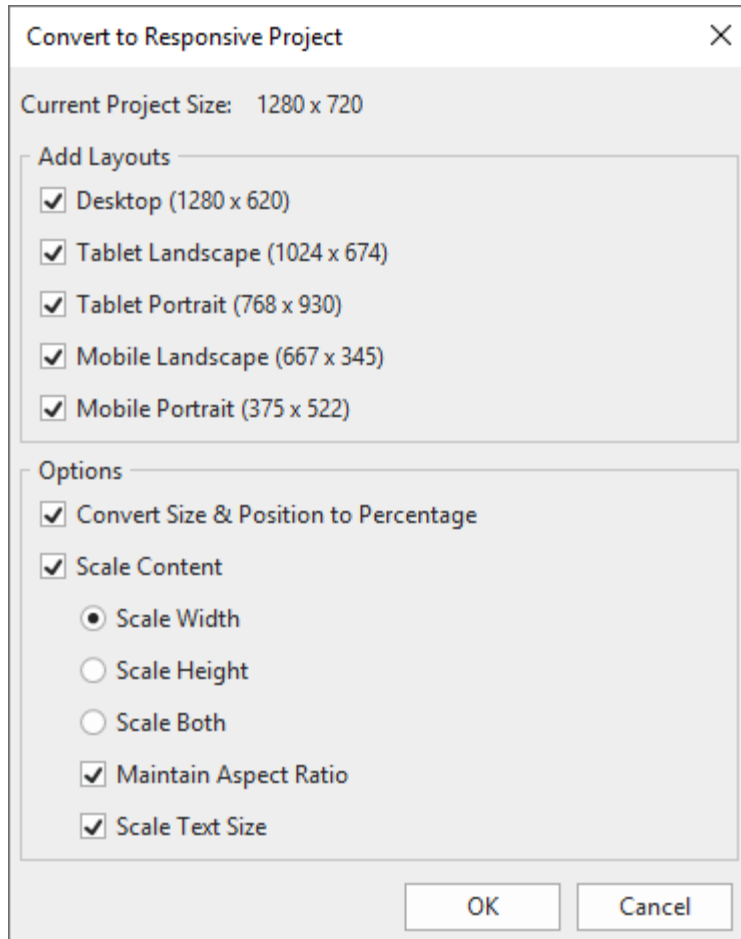 Convert to Responsive Project
Current Project Size: 1280 x 720
Add Layouts
Desktop (1280 x 620)
Tablet Landscape (1024 x 674)
Tablet Portrait (768 x 930)
Mobile Landscape (667 x 345)
Mobile Portrait (375 x 522)
Options
Convert Size & Position to Percentage
Scale Content
Scale Width
Scale Height
Scale Both
Maintain Aspect Ratio
Scale Text Size
OK Cancel